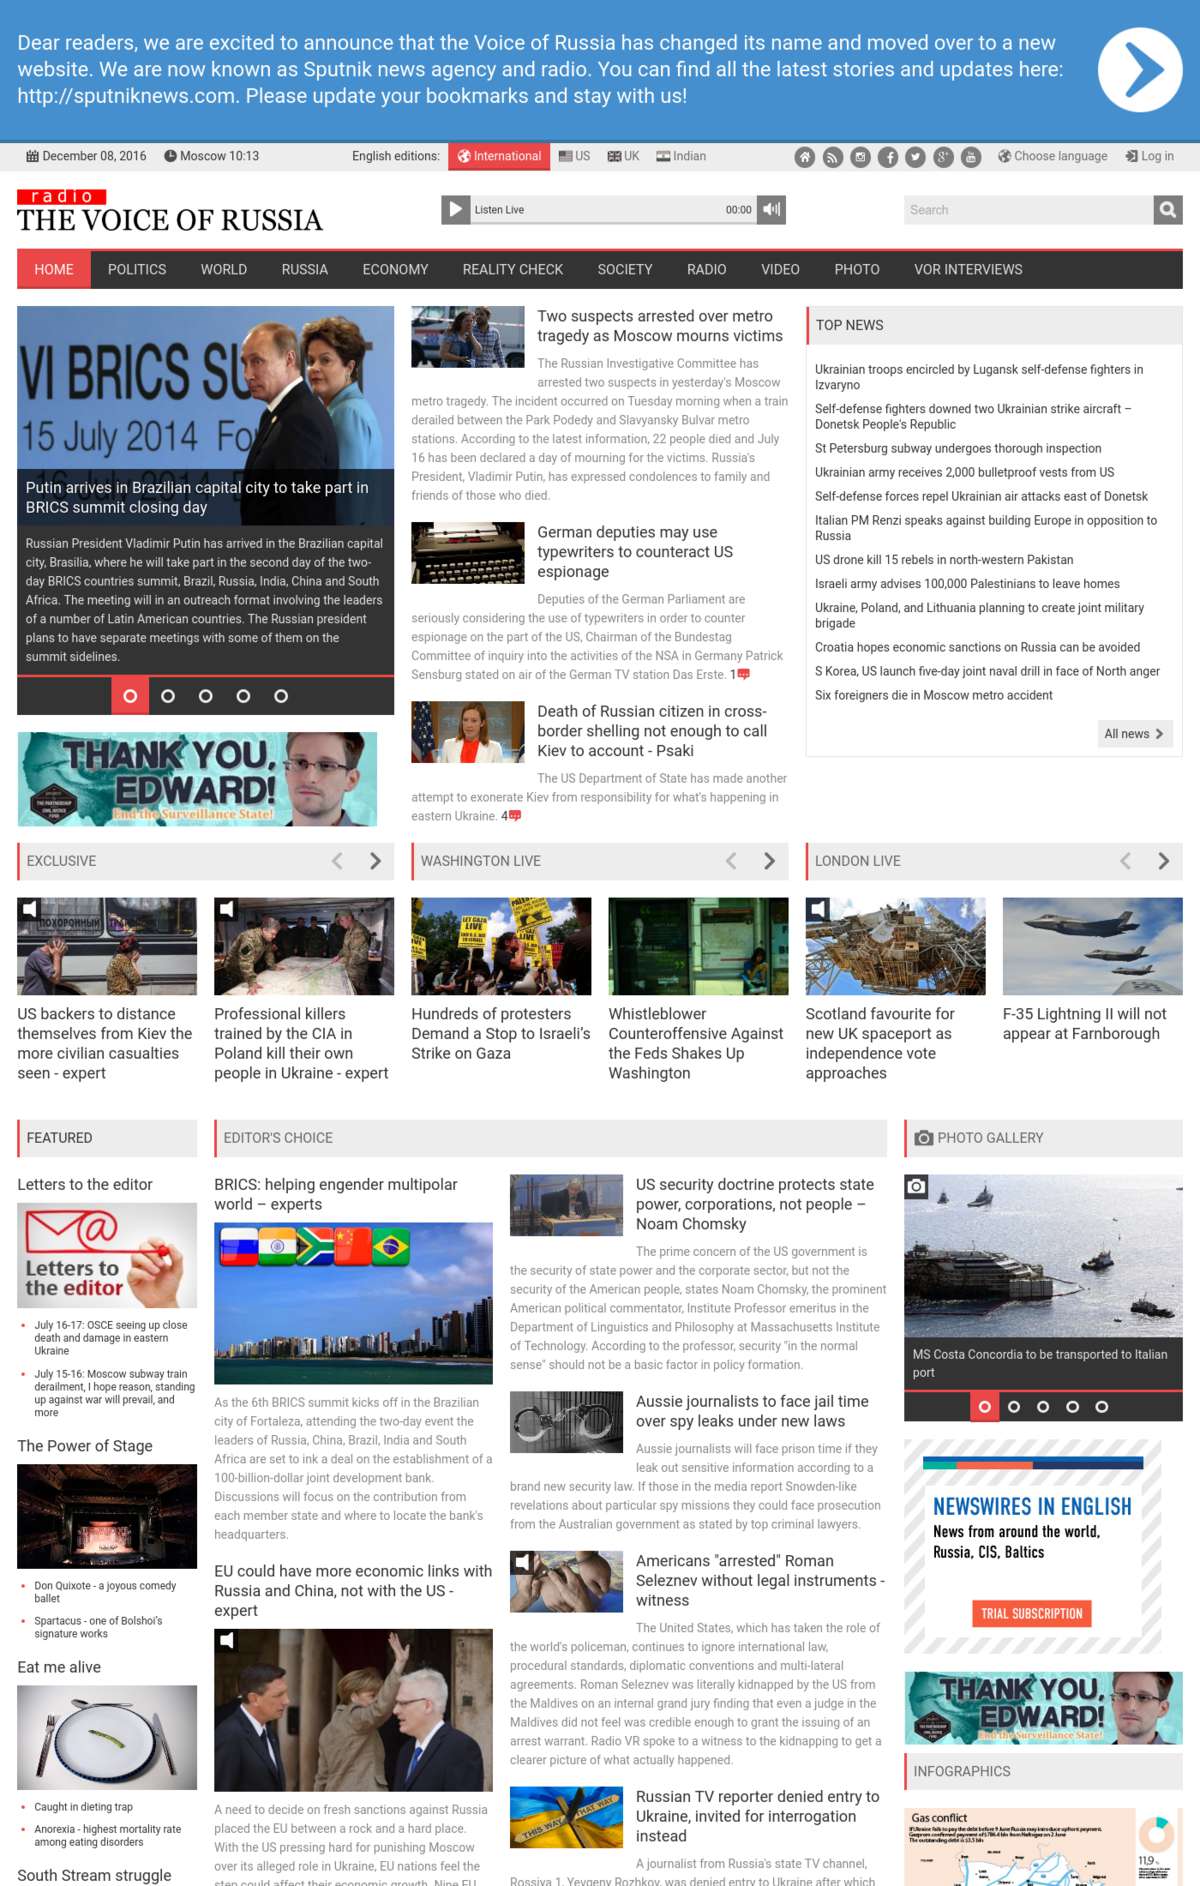 Dear readers, we are excited to announce that the Voice of Russia has changed its name and moved over to a new
website. We are now known as Sputnik news agency and radio. You can find all the latest stories and updates here:
http://sputniknews.com. Please update your bookmarks and stay with us!
December 08, 2016 Moscow 10:13 English editions: International US UK Indian Choose language Log in
radio
THE VOICE OF RUSSIA
Listen Live 00:00
Search
HOME POLITICS WORLD RUSSIA ECONOMY REALITY CHECK SOCIETY RADIO VIDEO PHOTO VOR INTERVIEWS
VI BRICS SU
15 July 2014 For
Putin arrives in Brazilian capital city to take part in
BRICS summit closing day
Russian President Vladimir Putin has arrived in the Brazilian capital
city, Brasilia, where he will take part in the second day of the two-
day BRICS countries summit, Brazil, Russia, India, China and South
Africa. The meeting will in an outreach format involving the leaders
of a number of Latin American countries. The Russian president
plans to have separate meetings with some of them on the
summit sidelines.
THANK YOU,
EDWARD!
End the Surveillance State!
Two suspects arrested over metro
tragedy as Moscow mourns victims
The Russian Investigative Committee has
arrested two suspects in yesterday's Moscow
metro tragedy. The incident occurred on Tuesday morning when a train
derailed between the Park Podedy and Slavyansky Bulvar metro
stations. According to the latest information, 22 people died and July
16 has been declared a day of mourning for the victims. Russia's
President, Vladimir Putin, has expressed condolences to family and
friends of those who died.
German deputies may use
typewriters to counteract US
espionage
Deputies of the German Parliament are
seriously considering the use of typewriters in order to counter
espionage on the part of the US, Chairman of the Bundestag
Committee of inquiry into the activities of the NSA in Germany Patrick
Sensburg stated on air of the German TV station Das Erste. 1
Death of Russian citizen in cross-
border shelling not enough to call
Kiev to account - Psaki
The US Department of State has made another
attempt to exonerate Kiev from responsibility for what's happening in
eastern Ukraine. 4
TOP NEWS
Ukrainian troops encircled by Lugansk self-defense fighters in
Izvaryno
Self-defense fighters downed two Ukrainian strike aircraft –
Donetsk People's Republic
St Petersburg subway undergoes thorough inspection
Ukrainian army receives 2,000 bulletproof vests from US
Self-defense forces repel Ukrainian air attacks east of Donetsk
Italian PM Renzi speaks against building Europe in opposition to
Russia
US drone kill 15 rebels in north-western Pakistan
Israeli army advises 100,000 Palestinians to leave homes
Ukraine, Poland, and Lithuania planning to create joint military
brigade
Croatia hopes economic sanctions on Russia can be avoided
S Korea, US launch five-day joint naval drill in face of North anger
Six foreigners die in Moscow metro accident
All news
EXCLUSIVE
ПОХОРОННЫЙ
US backers to distance
themselves from Kiev the
more civilian casualties
seen - expert
Professional killers
trained by the CIA in
Poland kill their own
people in Ukraine - expert
WASHINGTON LIVE
LET GAZA
LIVE
Hundreds of protesters
Demand a Stop to Israeli's
Strike on Gaza
Whistleblower
Counteroffensive Against
the Feds Shakes Up
Washington
LONDON LIVE
Scotland favourite for
new UK spaceport as
independence vote
approaches
F-35 Lightning II will not
appear at Farnborough
FEATURED
Letters to the editor
Letters to
the editor
July 16-17: OSCE seeing up close
death and damage in eastern
Ukraine
July 15-16: Moscow subway train
derailment, I hope reason, standing
up against war will prevail, and
more
The Power of Stage
Don Quixote - a joyous comedy
ballet
Spartacus - one of Bolshoi's
signature works
Eat me alive
Caught in dieting trap
Anorexia - highest mortality rate
among eating disorders
South Stream struggle
EDITOR'S CHOICE
BRICS: helping engender multipolar
world – experts
As the 6th BRICS summit kicks off in the Brazilian
city of Fortaleza, attending the two-day event the
leaders of Russia, China, Brazil, India and South
Africa are set to ink a deal on the establishment of a
100-billion-dollar joint development bank.
Discussions will focus on the contribution from
each member state and where to locate the bank's
headquarters.
EU could have more economic links with
Russia and China, not with the US -
expert
A need to decide on fresh sanctions against Russia
placed the EU between a rock and a hard place.
With the US pressing hard for punishing Moscow
over its alleged role in Ukraine, EU nations feel the
step could affect their economic growth. Nine EU
US security doctrine protects state
power, corporations, not people –
Noam Chomsky
The prime concern of the US government is
the security of state power and the corporate sector, but not the
security of the American people, states Noam Chomsky, the prominent
American political commentator, Institute Professor emeritus in the
Department of Linguistics and Philosophy at Massachusetts Institute
of Technology. According to the professor, security "in the normal
sense" should not be a basic factor in policy formation.
Aussie journalists to face jail time
over spy leaks under new laws
Aussie journalists will face prison time if they
leak out sensitive information according to a
brand new security law. If those in the media report Snowden-like
revelations about particular spy missions they could face prosecution
from the Australian government as stated by top criminal lawyers.
Americans "arrested" Roman
Seleznev without legal instruments -
witness
The United States, which has taken the role of
the world's policeman, continues to ignore international law,
procedural standards, diplomatic conventions and multi-lateral
agreements. Roman Seleznev was literally kidnapped by the US from
the Maldives on an internal grand jury finding that even a judge in the
Maldives did not feel was credible enough to grant the issuing of an
arrest warrant. Radio VR spoke to a witness to the kidnapping to get a
clearer picture of what actually happened.
THIS WAY THAT WAY
Russian TV reporter denied entry to
Ukraine, invited for interrogation
instead
A journalist from Russia's state TV channel,
Rossiya 1, Yevgeny Rozhkov, was denied entry to Ukraine after which
PHOTO GALLERY
MS Costa Concordia to be transported to Italian
port
NEWSWIRES IN ENGLISH
News from around the world,
Russia, CIS, Baltics
TRIAL SUBSCRIPTION
THANK YOU,
EDWARD!
End the Surveillance State!
INFOGRAPHICS
Gas conflict
11,9